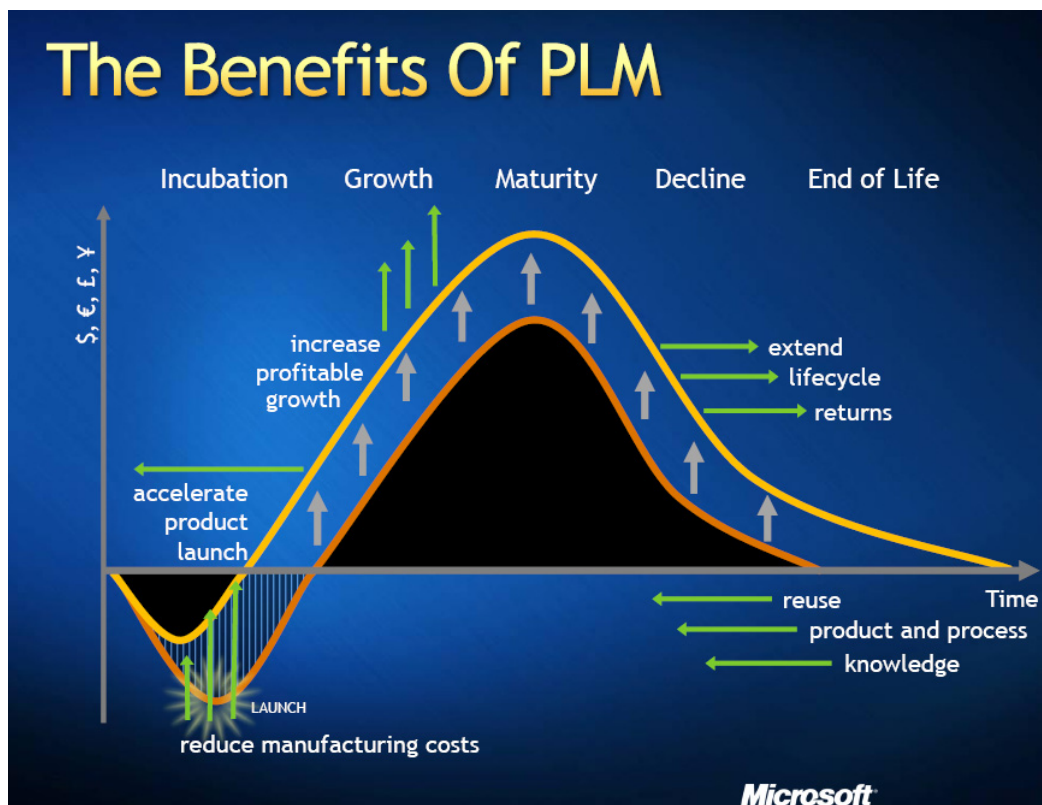 The Benefits Of PLM
Incubation
Growth
Maturity
Decline
End of Life
$, €, £, ¥
increase
profitable
growth
extend
lifecycle
returns
accelerate
product
launch
reuse
Time
product and process
knowledge
LAUNCH
reduce manufacturing costs
Microsoft